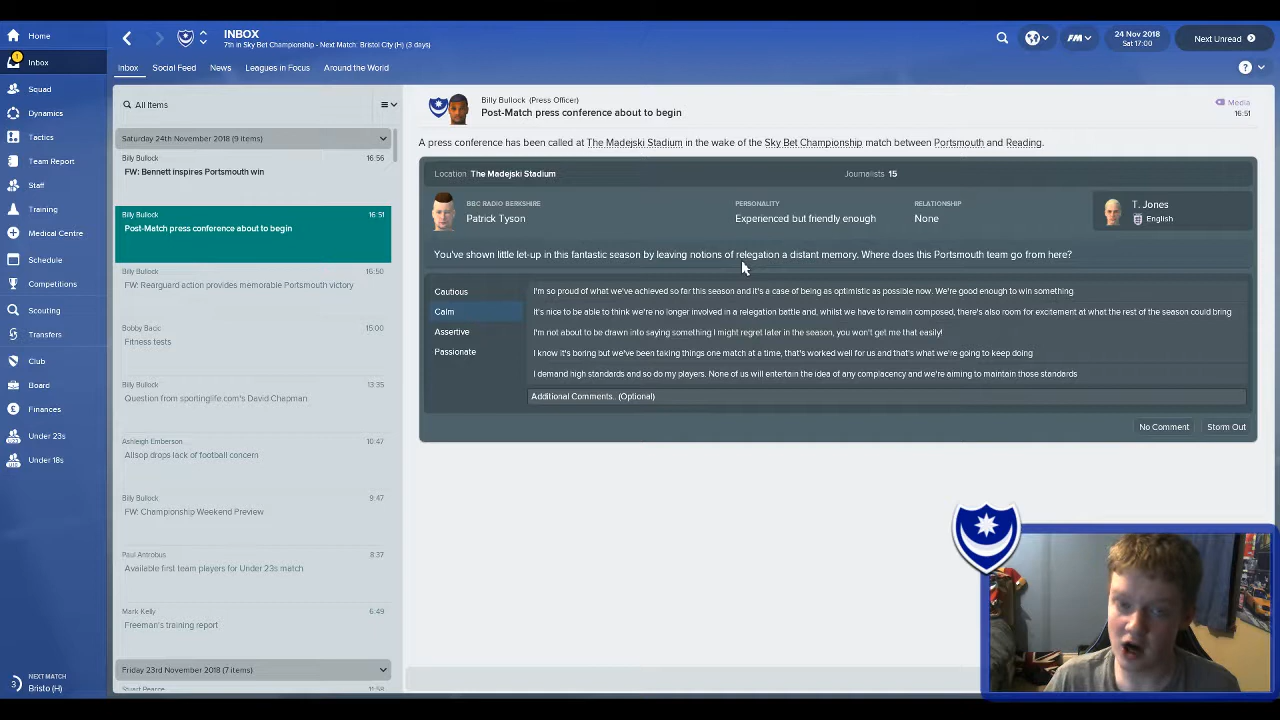 Home
INBOX
7th in Sky Bet Championship - Next Match: Bristol City (H) (3 days)
FM
24 Nov 2018
Sat 17:00
Next Unread
1
Inbox
Inbox
Social Feed
News
Leagues in Focus
Around the World
?
Squad
Dynamics
Tactics
Team Report
Staff
Training
Medical Centre
Schedule
Competitions
Scouting
Transfers
Club
Board
Finances
Under 23s
Under 18s
3
NEXT MATCH
Bristo (H)
All Items
Saturday 24th November 2018 (9 items)
Billy Bullock 16:56
FW: Bennett inspires Portsmouth win
Billy Bullock 16:51
Post-Match press conference about to begin
Billy Bullock 16:50
FW: Rearguard action provides memorable Portsmouth victory
Bobby Bacic 15:00
Fitness tests
Billy Bullock 13:35
Question from sportinglife.com's David Chapman
Ashleigh Emberson 10:47
Allsop drops lack of football concern
Billy Bullock 9:47
FW: Championship Weekend Preview
Paul Antrobus 8:37
Available first team players for Under 23s match
Mark Kelly 6:49
Freeman's training report
Friday 23rd November 2018 (7 items)
Stuart Pearce 11:58
Billy Bullock (Press Officer)
Post-Match press conference about to begin
Media
16:51
A press conference has been called at The Madejski Stadium in the wake of the Sky Bet Championship match between Portsmouth and Reading.
Location The Madejski Stadium
Journalists 15
BBC RADIO BERKSHIRE
Patrick Tyson
PERSONALITY
Experienced but friendly enough
RELATIONSHIP
None
T. Jones
English
You've shown little let-up in this fantastic season by leaving notions of relegation a distant memory. Where does this Portsmouth team go from here?
Cautious
Calm
Assertive
Passionate
I'm so proud of what we've achieved so far this season and it's a case of being as optimistic as possible now. We're good enough to win something
It's nice to be able to think we're no longer involved in a relegation battle and, whilst we have to remain composed, there's also room for excitement at what the rest of the season could bring
I'm not about to be drawn into saying something I might regret later in the season, you won't get me that easily!
I know it's boring but we've been taking things one match at a time, that's worked well for us and that's what we're going to keep doing
I demand high standards and so do my players. None of us will entertain the idea of any complacency and we're aiming to maintain those standards
Additional Comments.. (Optional)
No Comment
Storm Out